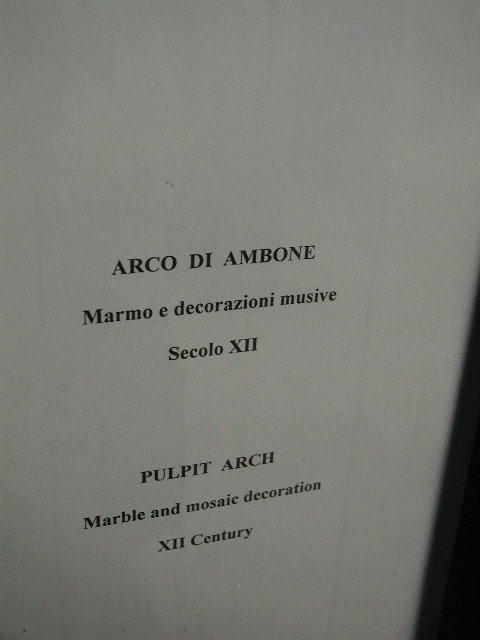 ARCO DI AMBONE
Marmo e decorazioni musive
Secolo XII
PULPIT ARCH
Marble and mosaic decoration
XII Century